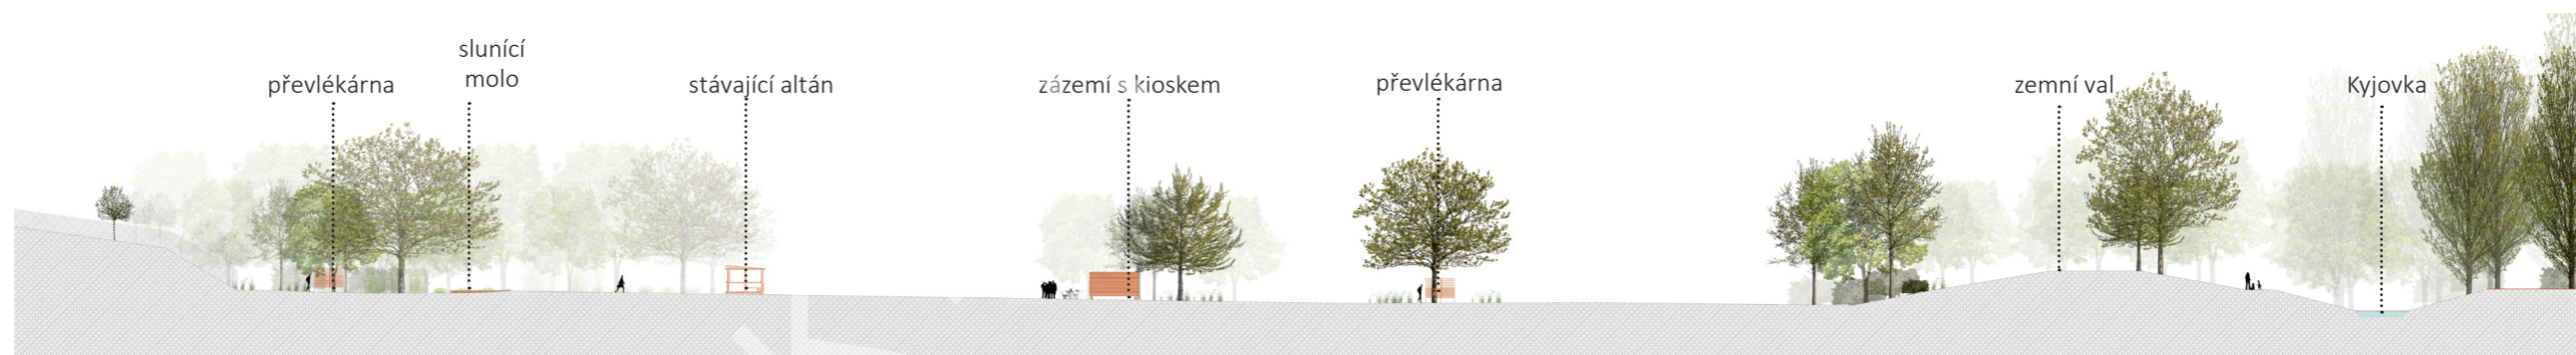 převlékárna
slunící
molo
stávající altán
zázemí s kioskem
převlékárna
zemní val
Kyjovka